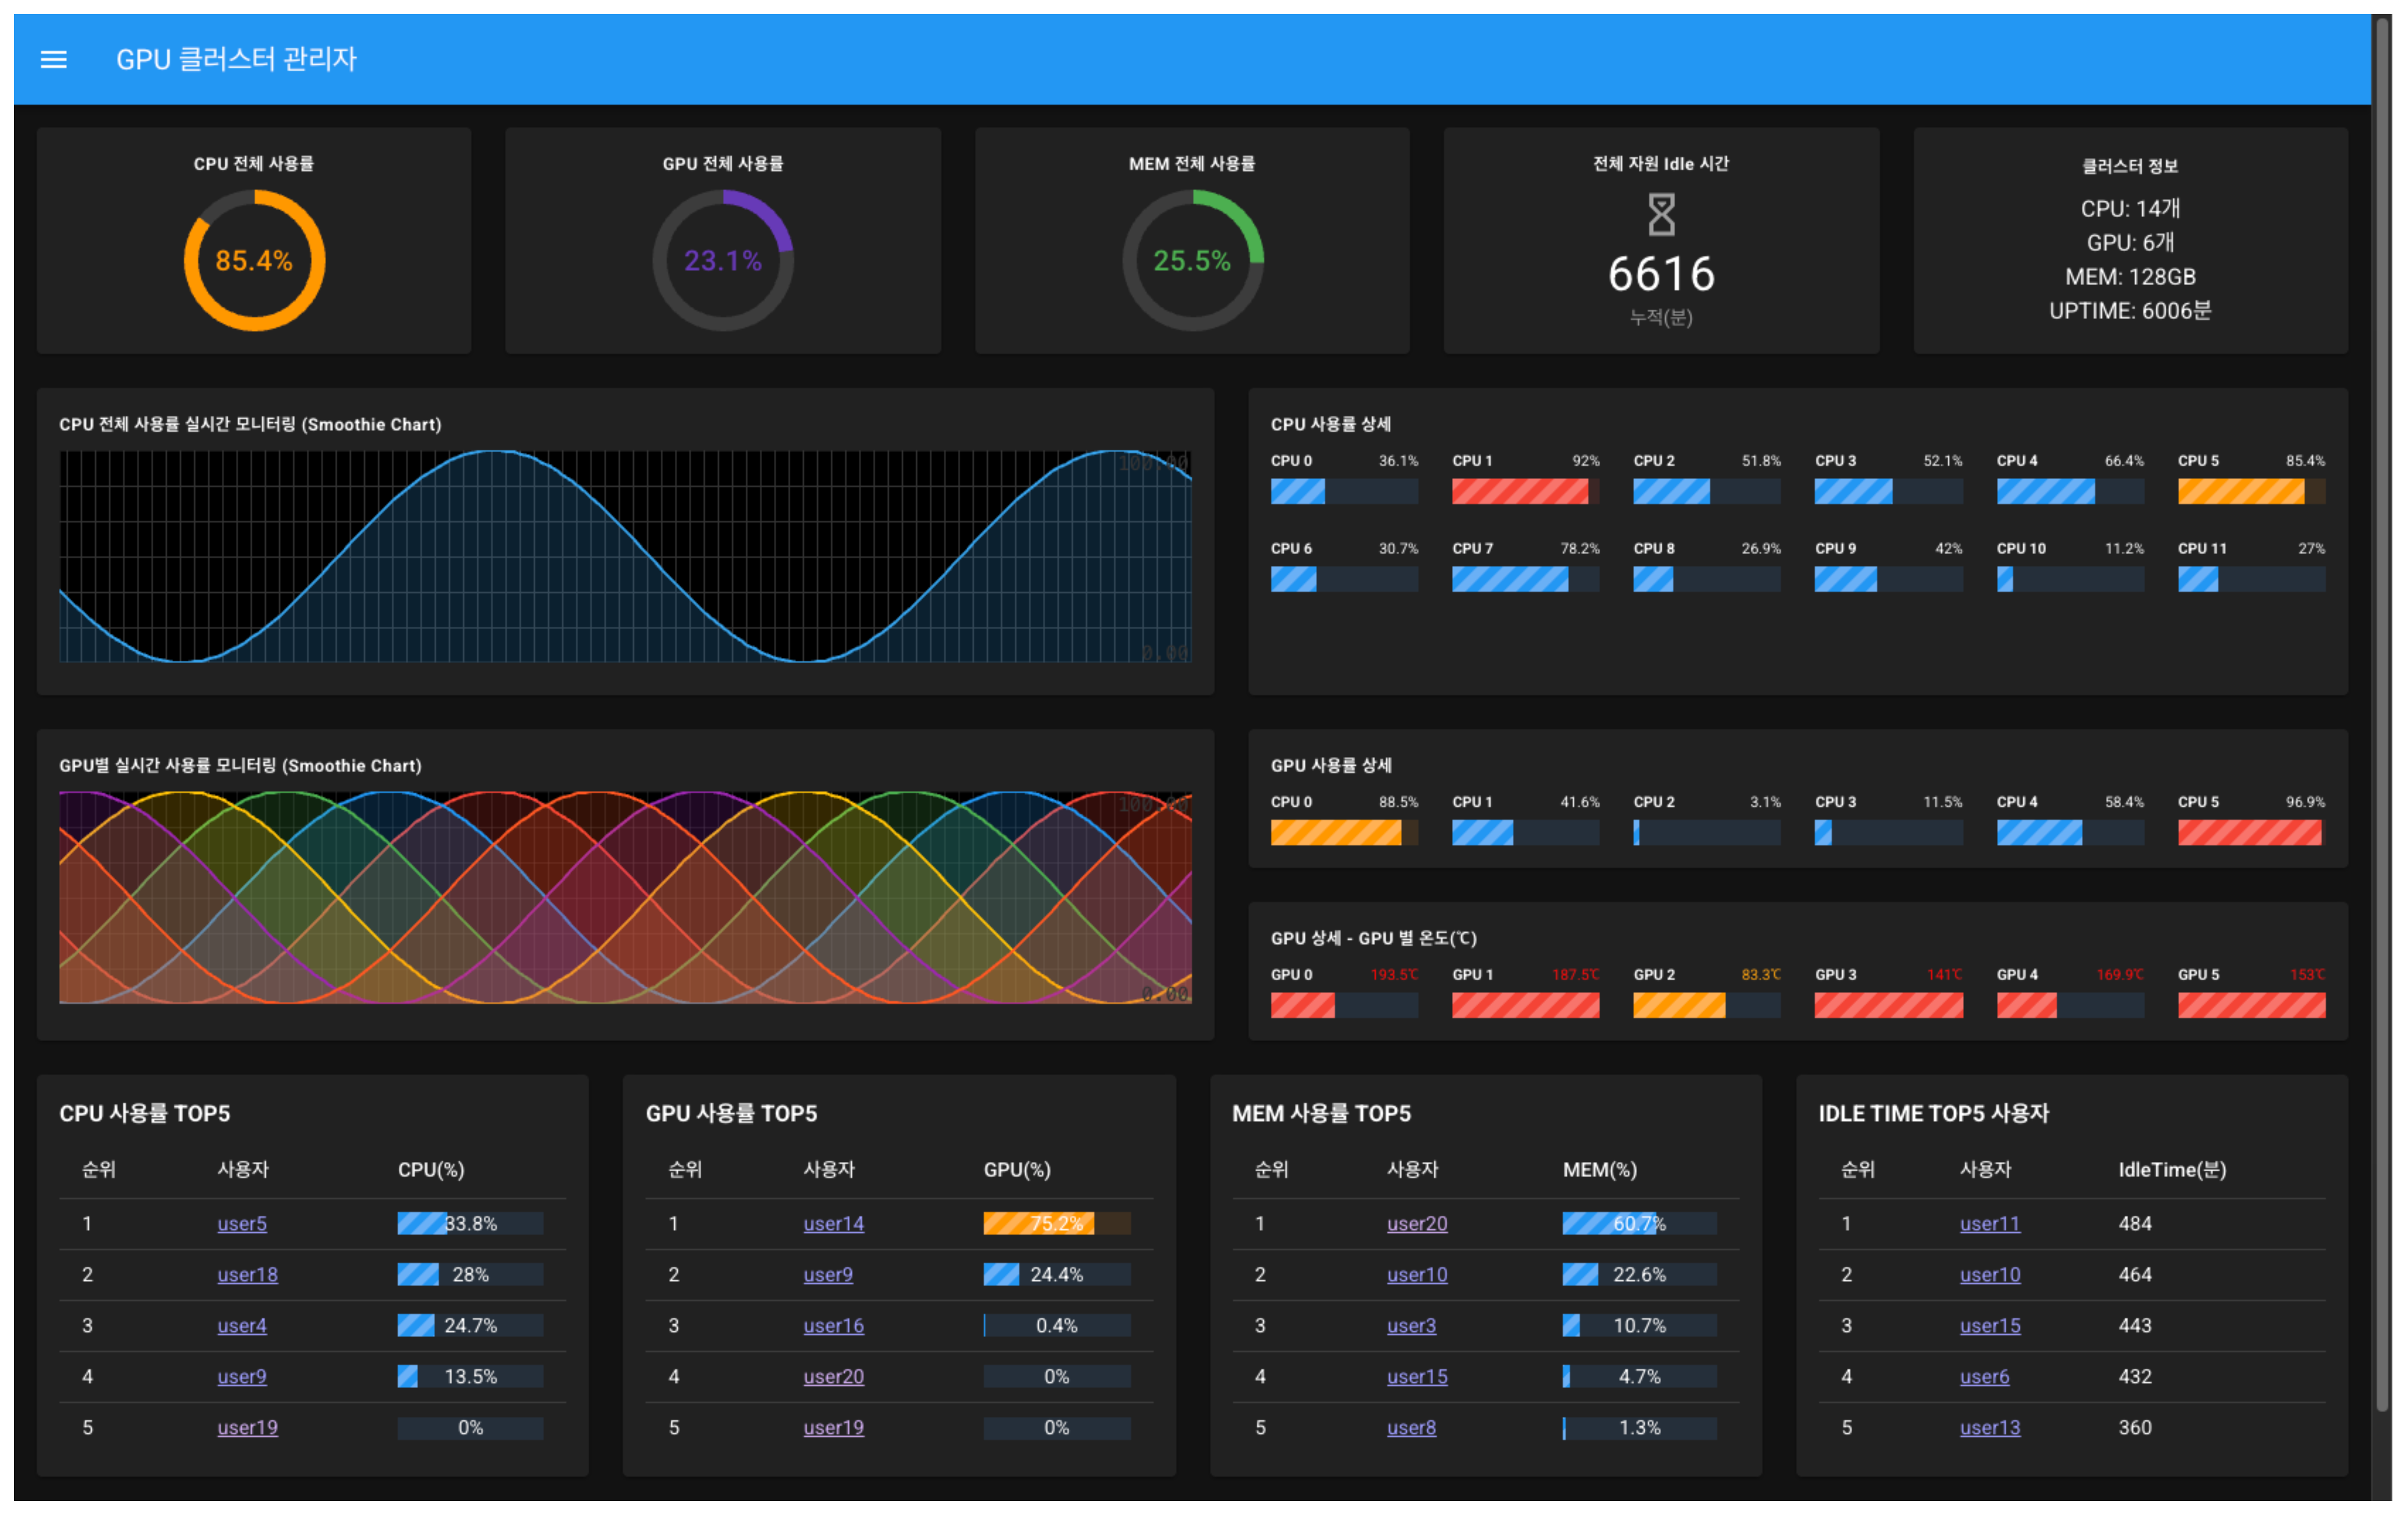 GPU 클러스터 관리자
CPU 전체 사용률
85.4%
GPU 전체 사용률
23.1%
MEM 전체 사용률
25.5%
전체 자원 Idle 시간
6616
누적(분)
클러스터 정보
CPU: 14개
GPU: 6개
MEM: 128GB
UPTIME: 6006분
CPU 전체 사용률 실시간 모니터링 (Smoothie Chart)
100.00
0.00
CPU 사용률 상세
CPU 0 36.1% CPU 1 92% CPU 2 51.8% CPU 3 52.1% CPU 4 66.4% CPU 5 85.4%
CPU 6 30.7% CPU 7 78.2% CPU 8 26.9% CPU 9 42% CPU 10 11.2% CPU 11 27%
GPU별 실시간 사용률 모니터링 (Smoothie Chart)
100.00
0.00
GPU 사용률 상세
CPU 0 88.5% CPU 1 41.6% CPU 2 3.1% CPU 3 11.5% CPU 4 58.4% CPU 5 96.9%
GPU 상세 - GPU 별 온도(℃)
GPU 0 193.5℃ GPU 1 187.5℃ GPU 2 83.3℃ GPU 3 141℃ GPU 4 169.9℃ GPU 5 153℃
CPU 사용률 TOP5
순위 사용자 CPU(%)
1 user5 33.8%
2 user18 28%
3 user4 24.7%
4 user9 13.5%
5 user19 0%
GPU 사용률 TOP5
순위 사용자 GPU(%)
1 user14 75.2%
2 user9 24.4%
3 user16 0.4%
4 user20 0%
5 user19 0%
MEM 사용률 TOP5
순위 사용자 MEM(%)
1 user20 60.7%
2 user10 22.6%
3 user3 10.7%
4 user15 4.7%
5 user8 1.3%
IDLE TIME TOP5 사용자
순위 사용자 IdleTime(분)
1 user11 484
2 user10 464
3 user15 443
4 user6 432
5 user13 360